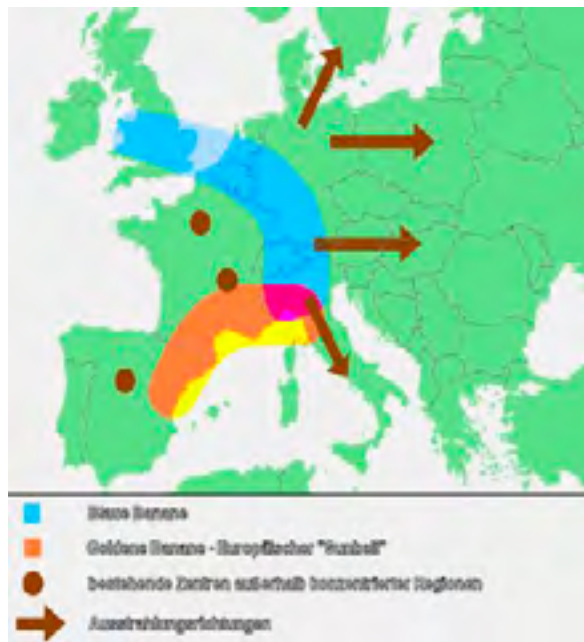 Blaue Banane
Goldene Banane - Europäischer "Sunbelt"
bestehende Zentren außerhalb konzentrierter Regionen
Ausstrahlungsrichtungen